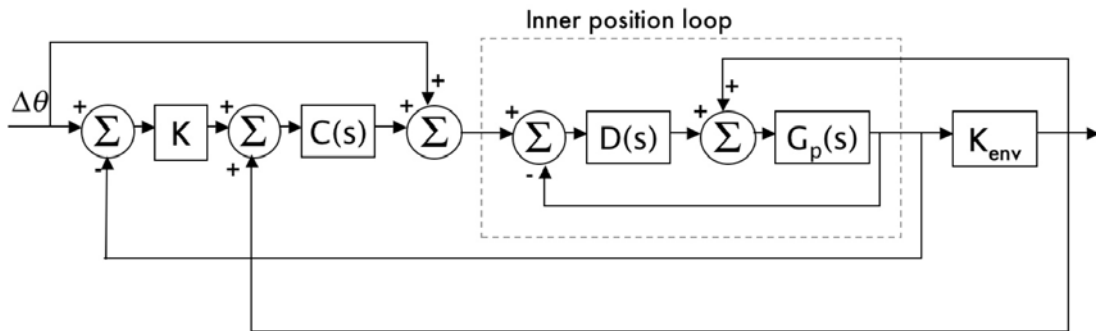 Inner position loop
+
+
Δθ
+
Σ
-
K
+
Σ
+
C(s)
+
Σ
+
Σ
-
D(s)
+
Σ
G_p(s)
K_env